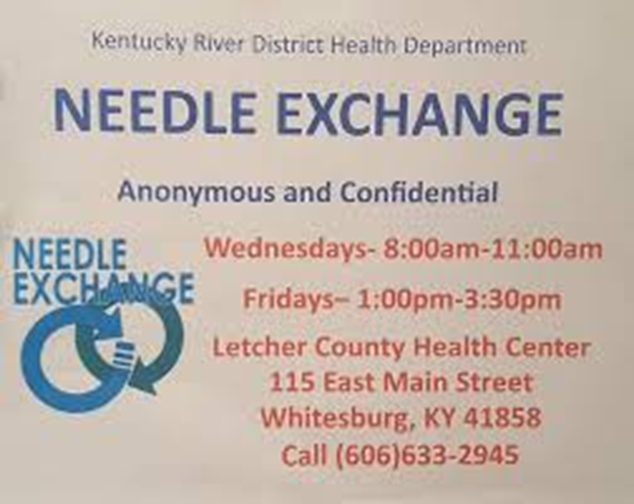 Kentucky River District Health Department
NEEDLE EXCHANGE
Anonymous and Confidential
NEEDLE
EXCHANGE
Wednesdays- 8:00am-11:00am
Fridays– 1:00pm-3:30pm
Letcher County Health Center
115 East Main Street
Whitesburg, KY 41858
Call (606)633-2945